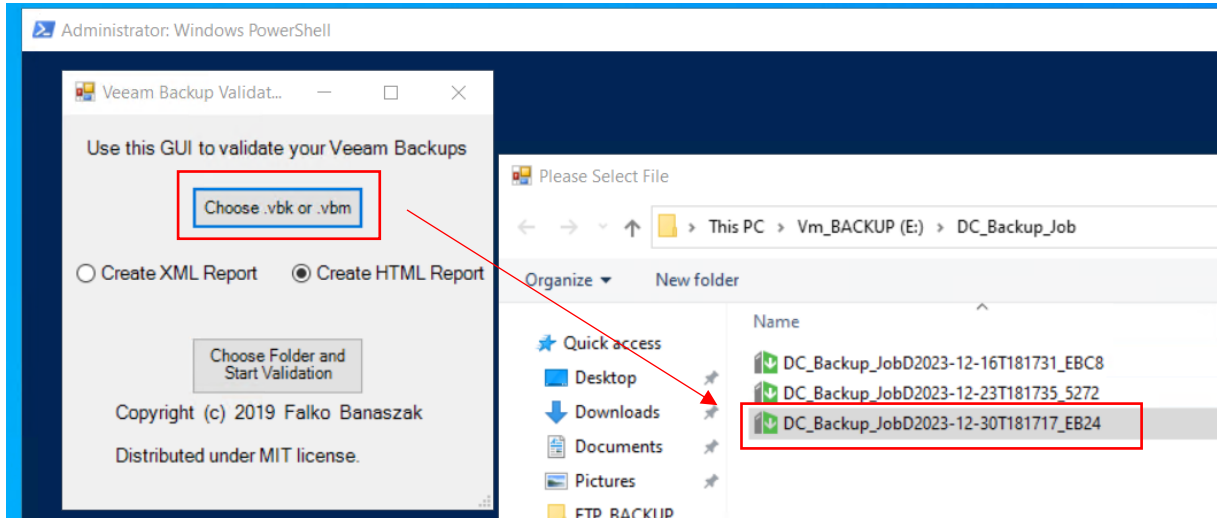 Administrator: Windows PowerShell
Veeam Backup Validat...
Use this GUI to validate your Veeam Backups
Choose .vbk or .vbm
Create XML Report Create HTML Report
Choose Folder and
Start Validation
Copyright (c) 2019 Falko Banaszak
Distributed under MIT license.
Please Select File
This PC > Vm_BACKUP (E:) > DC_Backup_Job
Organize New folder
Quick access
Desktop
Downloads
Documents
Pictures
FTP_BACKUP
Name
DC_Backup_JobD2023-12-16T181731_EBC8
DC_Backup_JobD2023-12-23T181735_5272
DC_Backup_JobD2023-12-30T181717_EB24